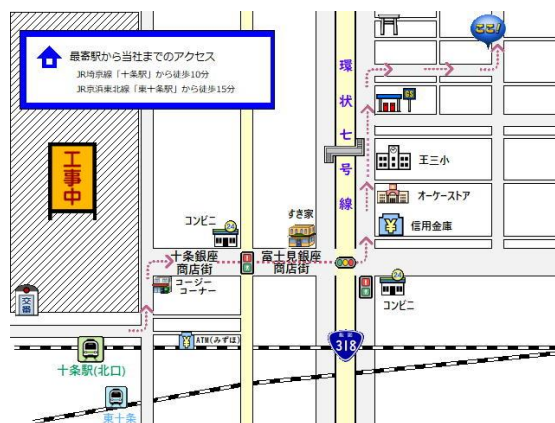 最寄駅から当社までのアクセス
JR埼京線「十条駅」から徒歩10分
JR京浜東北線「東十条駅」から徒歩15分
ここ!
環状七号線
GS
工事中
王三小
オーケーストア
コンビニ
24
すき家
信用金庫
十条銀座
商店街
富士見銀座
商店街
コージー
コーナー
24
コンビニ
交番
ATM(みずほ)
318
十条駅(北口)
東十条